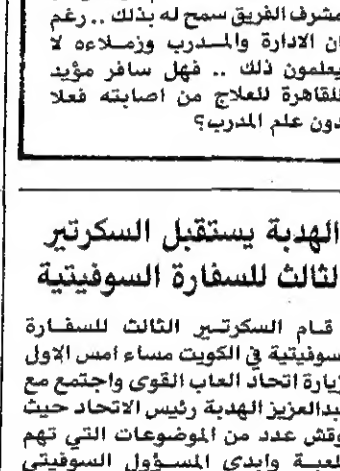 مشرف الفريق سمح له بذلك .. رغم
ان الادارة والمدرب وزملاءه لا
يعلمون ذلك .. فهل سافر مؤيد
للقاهرة للعلاج من اصابته فعلا
دون علم المدرب؟
الهدبة يستقبل السكرتير
الثالث للسفارة السوفيتية
قام السكرتير الثالث للسفارة
السوفيتية في الكويت مساء امس الاول
بزيارة اتحاد العاب القوى واجتمع مع
عبدالعزيز الهدبة رئيس الاتحاد حيث
نوقش عدد من الموضوعات التي تهم
اللعبة وابدى المسؤول السوفيتي